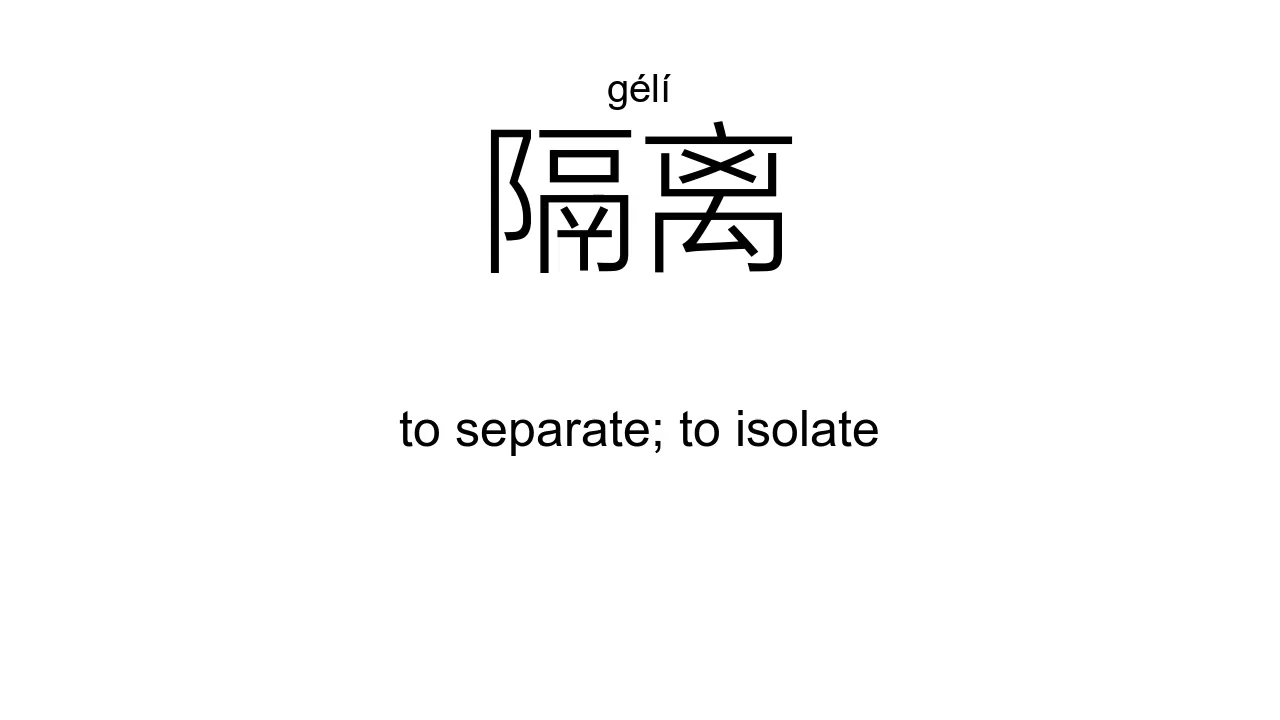 gélí
隔离
to separate; to isolate